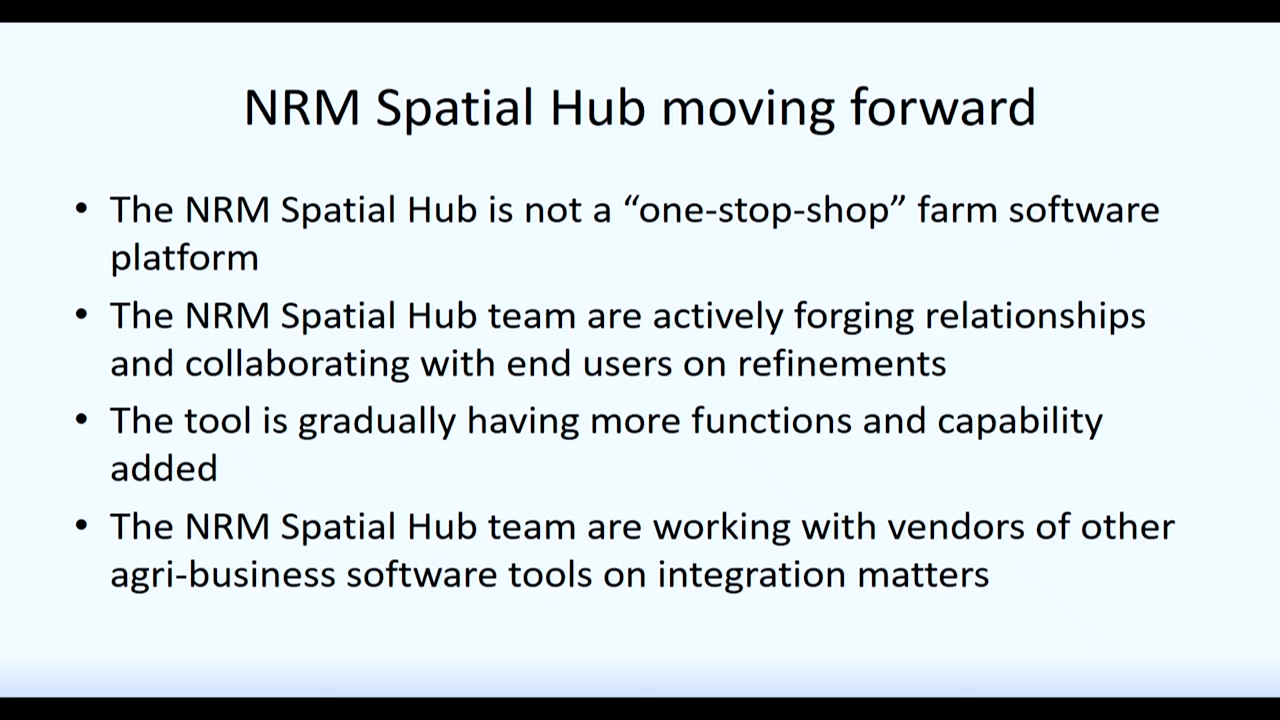 NRM Spatial Hub moving forward
• The NRM Spatial Hub is not a “one-stop-shop” farm software
platform
• The NRM Spatial Hub team are actively forging relationships
and collaborating with end users on refinements
• The tool is gradually having more functions and capability
added
• The NRM Spatial Hub team are working with vendors of other
agri-business software tools on integration matters